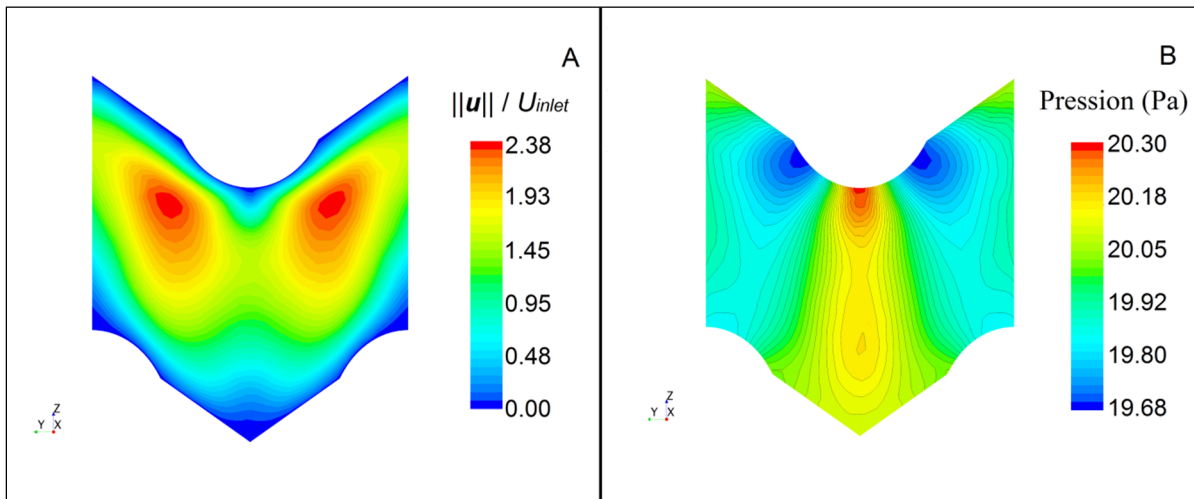 A
||u|| / Uinlet
2.38
1.93
1.45
0.95
0.48
0.00
Z
Y X
B
Pression (Pa)
20.30
20.18
20.05
19.92
19.80
19.68
Z
Y X